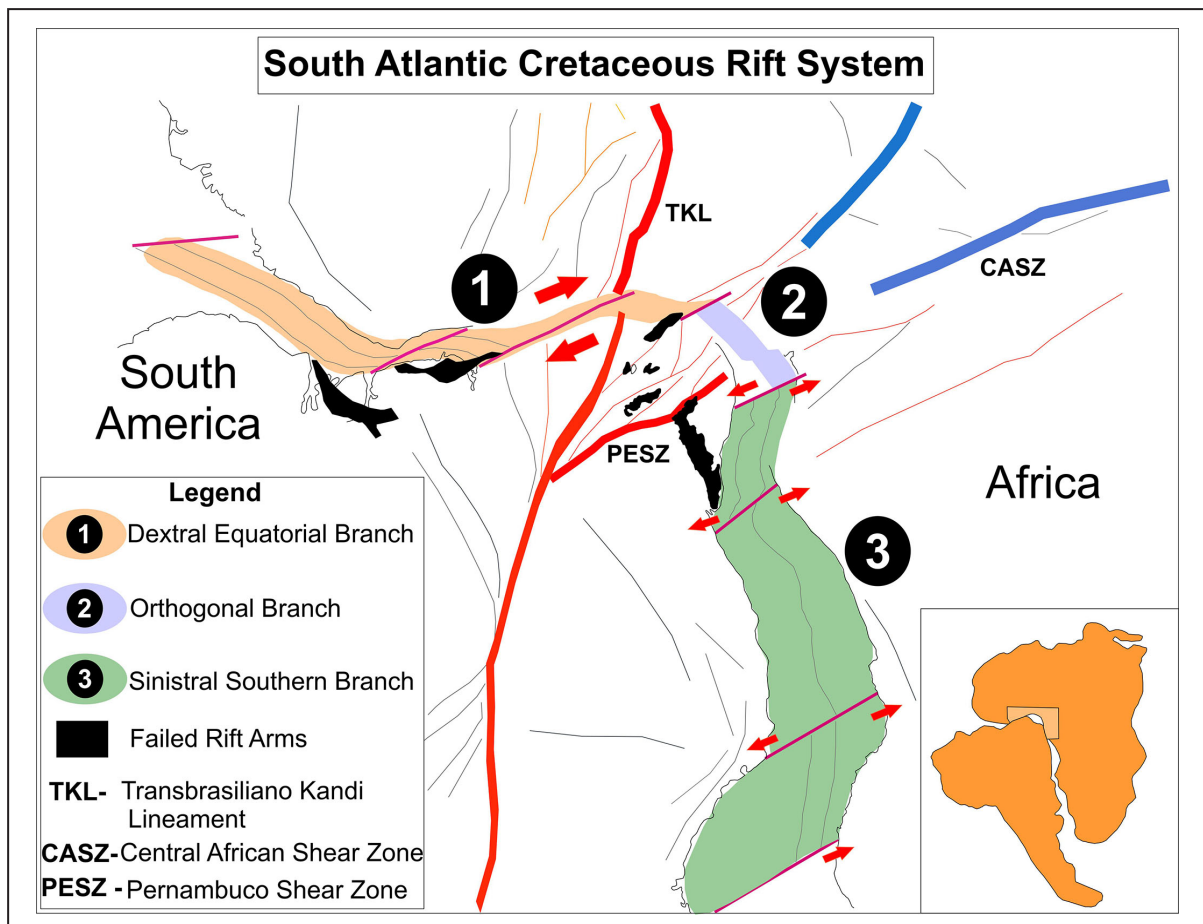 South Atlantic Cretaceous Rift System
TKL
1
2
CASZ
South
America
PESZ
Africa
3
Legend
1 Dextral Equatorial Branch
2 Orthogonal Branch
3 Sinistral Southern Branch
Failed Rift Arms
TKL- Transbrasiliano Kandi
Lineament
CASZ-Central African Shear Zone
PESZ - Pernambuco Shear Zone